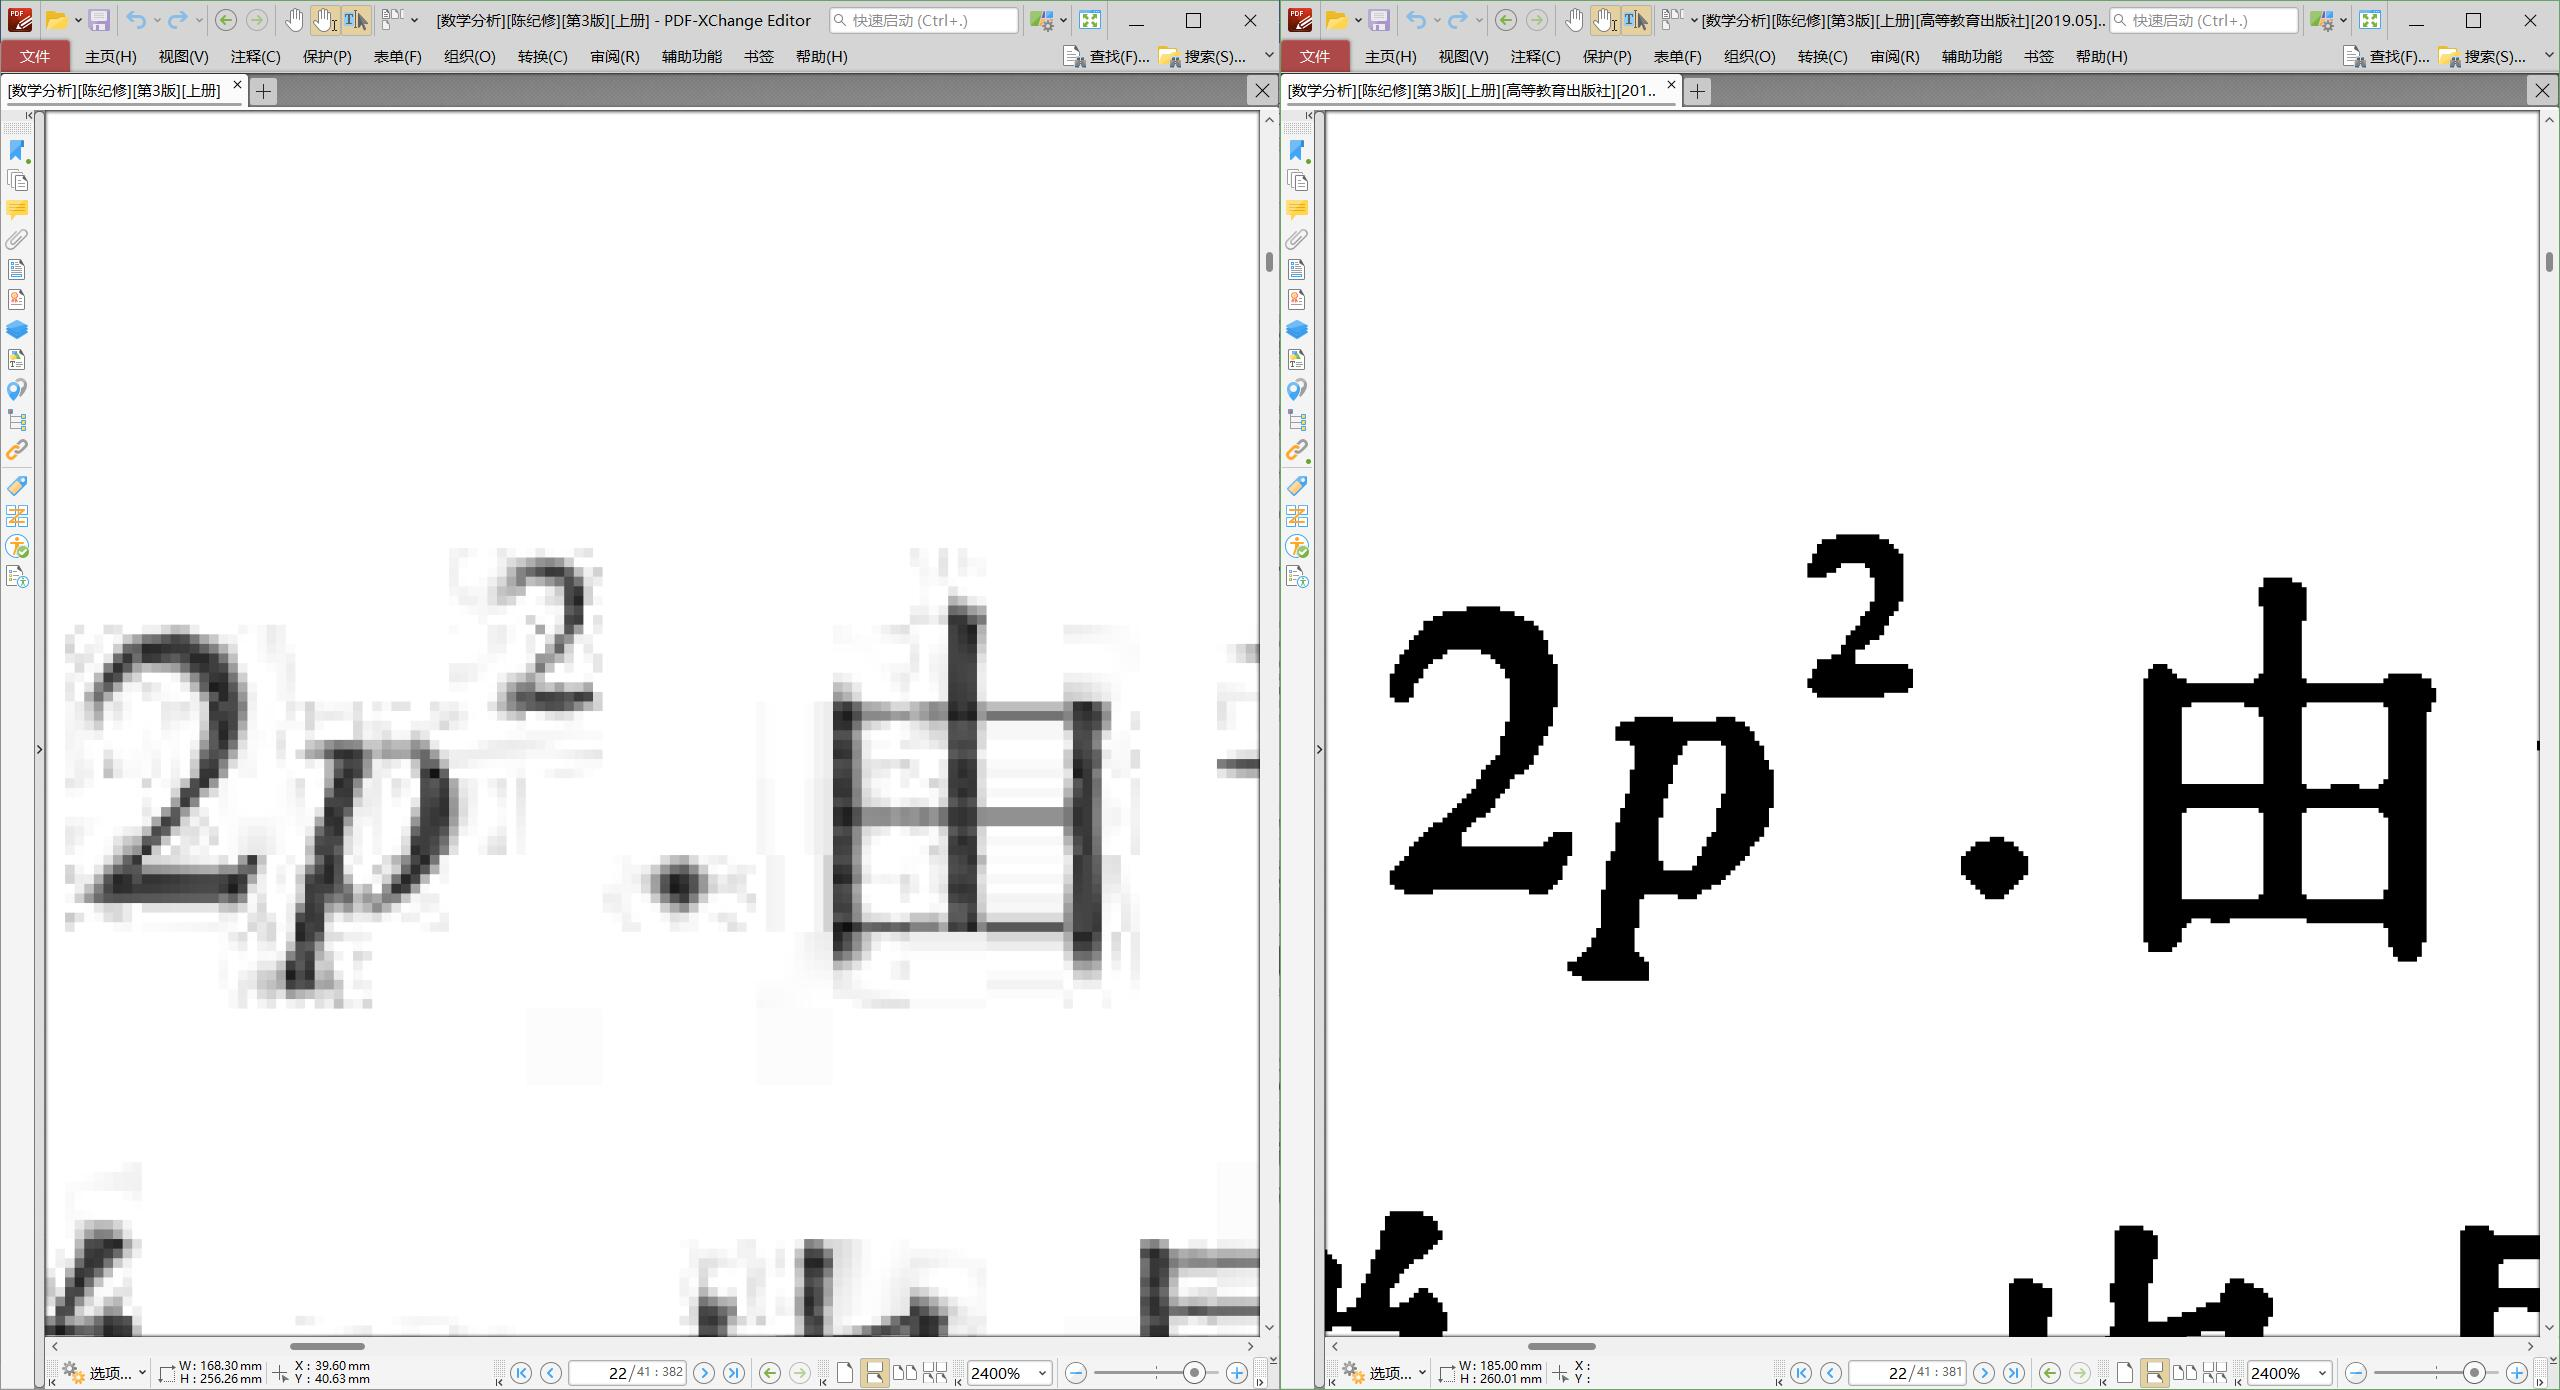 [数学分析][陈纪修][第3版][上册] - PDF-XChange Editor
快速启动 (Ctrl+.)
文件 主页(H) 视图(V) 注释(C) 保护(P) 表单(F) 组织(O) 转换(C) 审阅(R) 辅助功能 书签 帮助(H) 查找(F)... 搜索(S)...
[数学分析][陈纪修][第3版][上册]
2p² . 由
选项... W: 168.30 mm H: 256.26 mm X: 39.60 mm Y: 40.63 mm 22 / 41 : 382 2400%
[数学分析][陈纪修][第3版][上册][高等教育出版社][2019.05]..
快速启动 (Ctrl+.)
文件 主页(H) 视图(V) 注释(C) 保护(P) 表单(F) 组织(O) 转换(C) 审阅(R) 辅助功能 书签 帮助(H) 查找(F)... 搜索(S)...
[数学分析][陈纪修][第3版][上册][高等教育出版社][201..
2p² . 由
选项... W: 185.00 mm H: 260.01 mm X: Y: 22 / 41 : 381 2400%